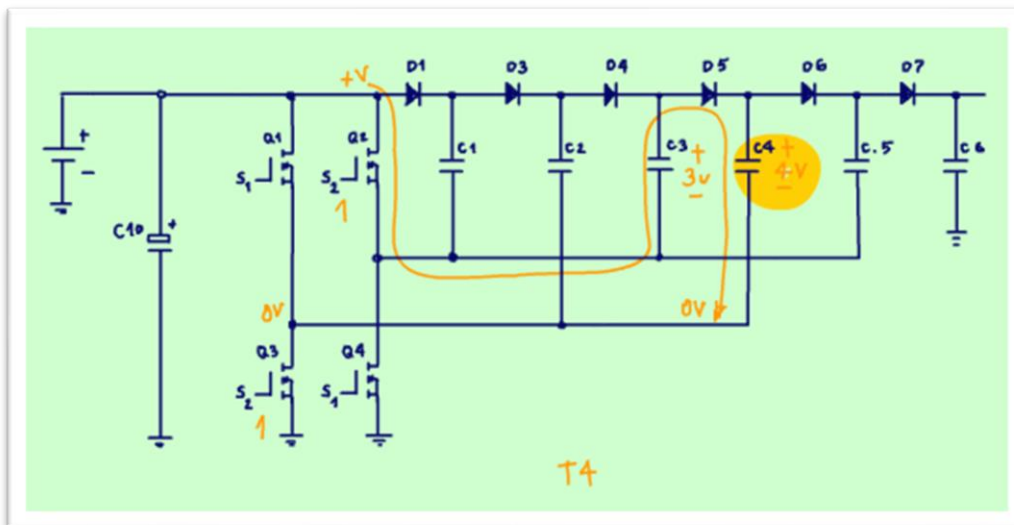 D1 D3 D4 D5 D6 D7
+V
+
-
Q1 Q2
S1 S2
1
C1 C2 C3 C4 C.5 C6
+ +
3v 4V
- -
C10 +
0V 0V
Q3 Q4
S2 S1
1
T4